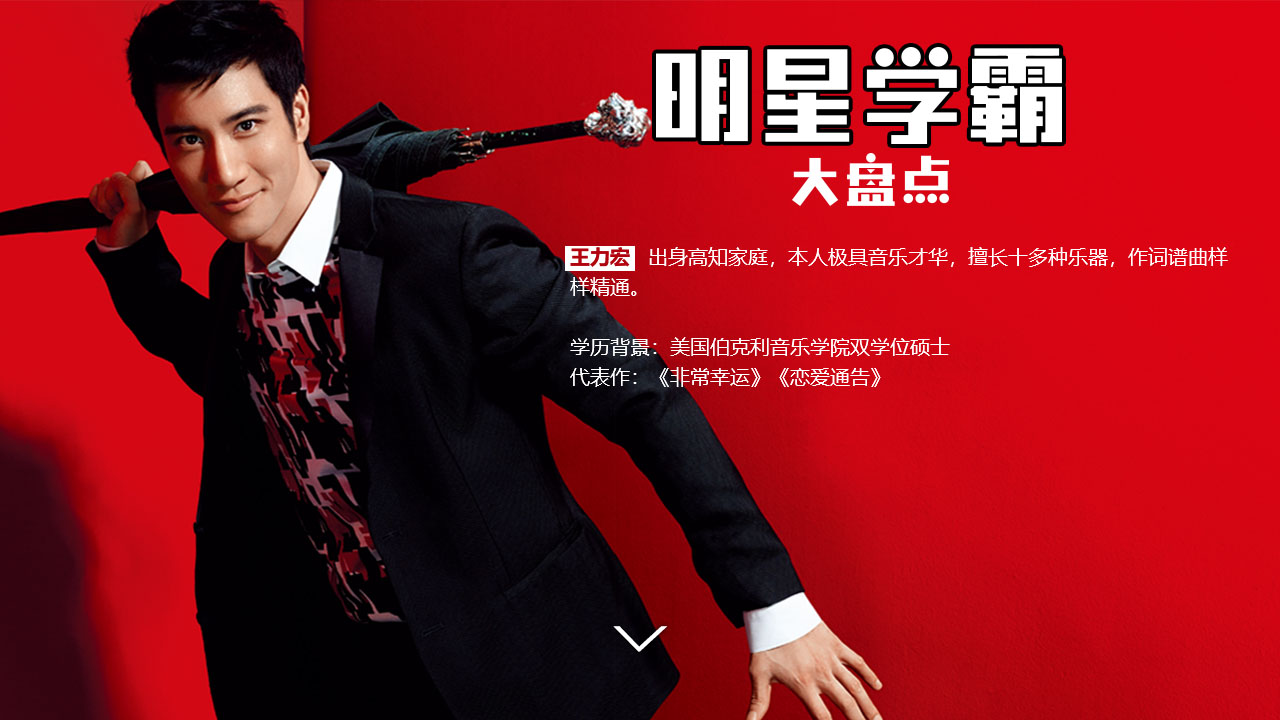 明星学霸
大盘点
王力宏 出身高知家庭，本人极具音乐才华，擅长十多种乐器，作词谱曲样
样精通。
学历背景：美国伯克利音乐学院双学位硕士
代表作：《非常幸运》《恋爱通告》